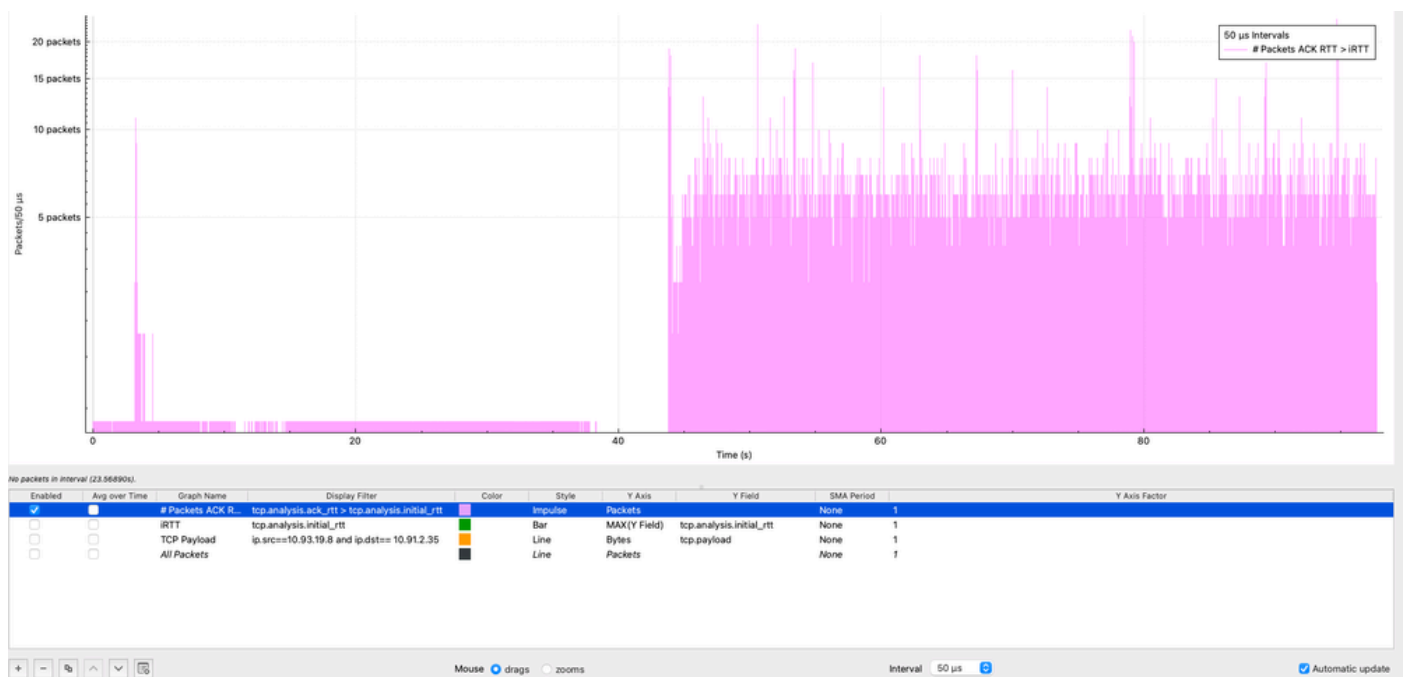 20 packets
15 packets
10 packets
5 packets
Packets/50 µs
50 µs Intervals
# Packets ACK RTT > iRTT
0 20 40 60 80
Time (s)
No packets in interval (23.56890s).
Enabled Avg over Time Graph Name Display Filter Color Style Y Axis Y Field SMA Period Y Axis Factor
# Packets ACK R... tcp.analysis.ack_rtt > tcp.analysis.initial_rtt Impulse Packets None 1
iRTT tcp.analysis.initial_rtt Bar MAX(Y Field) tcp.analysis.initial_rtt None 1
TCP Payload ip.src==10.93.19.8 and ip.dst== 10.91.2.35 Line Bytes tcp.payload None 1
All Packets Line Packets None 1
Mouse drags zooms Interval 50 µs Automatic update